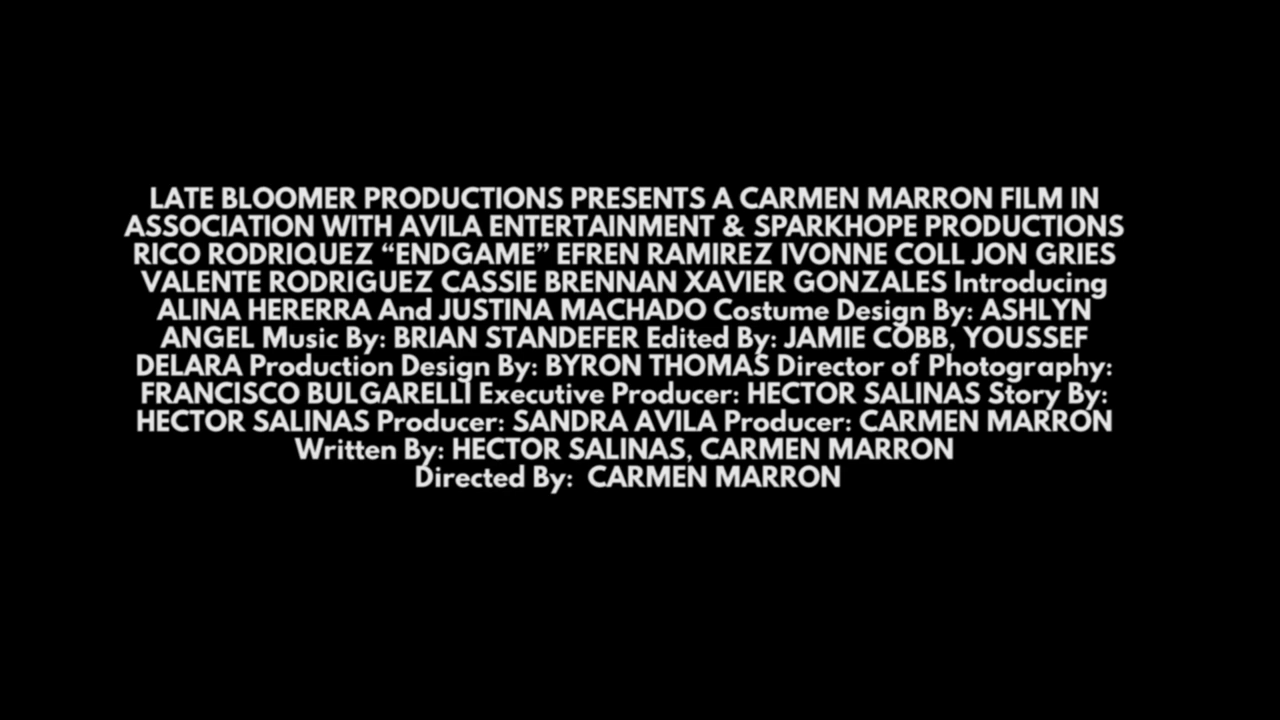 LATE BLOOMER PRODUCTIONS PRESENTS A CARMEN MARRON FILM IN
ASSOCIATION WITH AVILA ENTERTAINMENT & SPARKHOPE PRODUCTIONS
RICO RODRIQUEZ “ENDGAME” EFREN RAMIREZ IVONNE COLL JON GRIES
VALENTE RODRIGUEZ CASSIE BRENNAN XAVIER GONZALES Introducing
ALINA HERERRA And JUSTINA MACHADO Costume Design By: ASHLYN
ANGEL Music By: BRIAN STANDEFER Edited By: JAMIE COBB, YOUSSEF
DELARA Production Design By: BYRON THOMAS Director of Photography:
FRANCISCO BULGARELLI Executive Producer: HECTOR SALINAS Story By:
HECTOR SALINAS Producer: SANDRA AVILA Producer: CARMEN MARRON
Written By: HECTOR SALINAS, CARMEN MARRON
Directed By: CARMEN MARRON